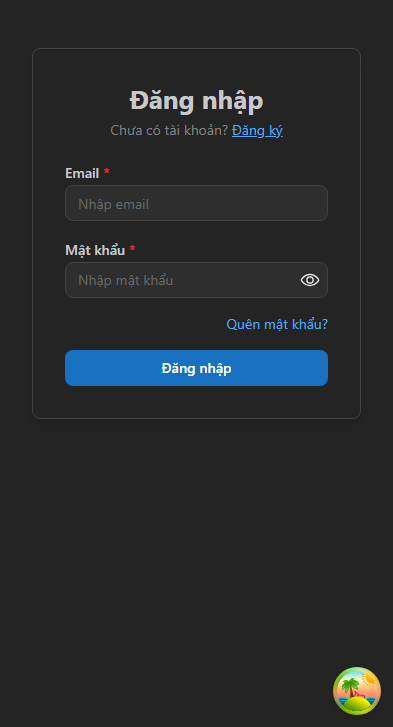 Đăng nhập
Chưa có tài khoản? Đăng ký
Email *
Nhập email
Mật khẩu *
Nhập mật khẩu
Quên mật khẩu?
Đăng nhập